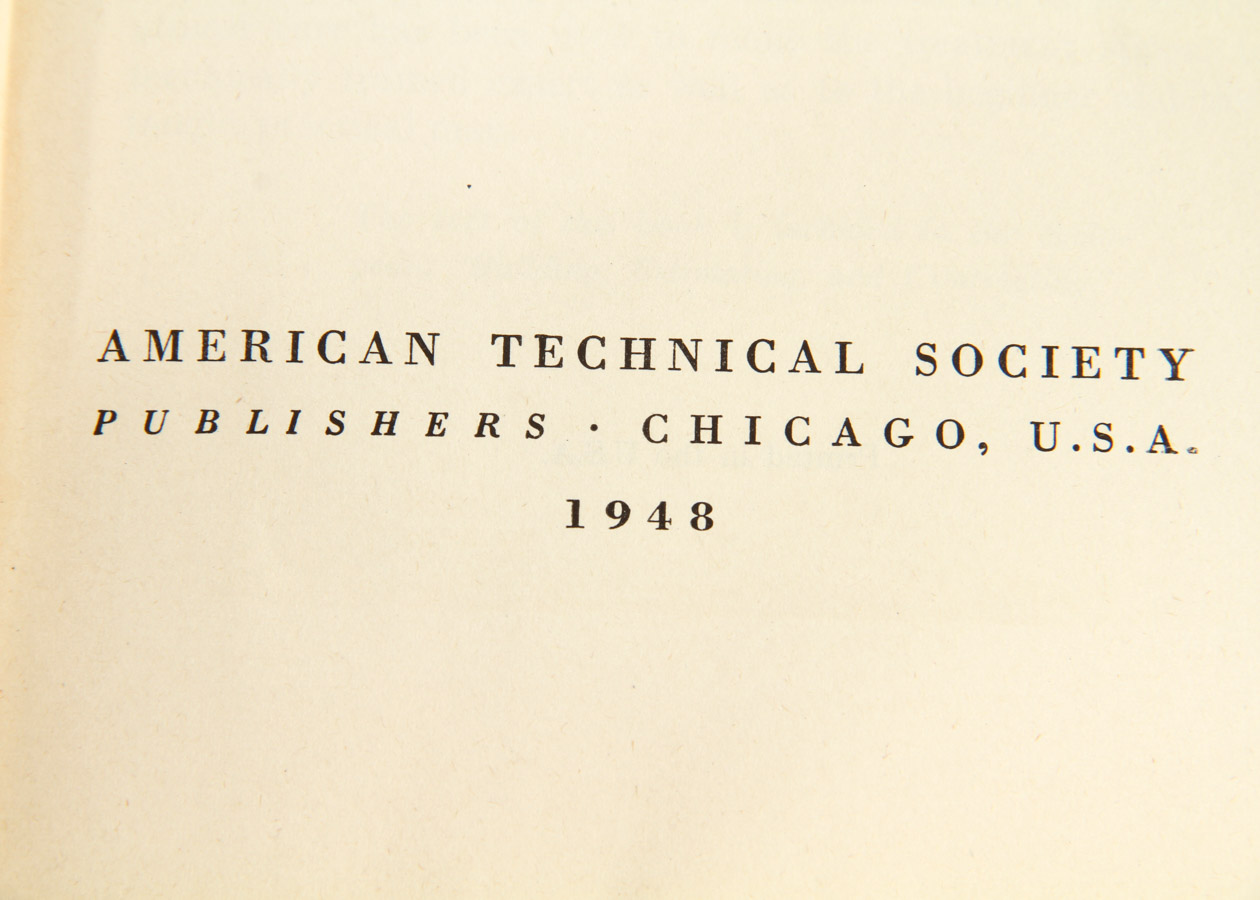 AMERICAN TECHNICAL SOCIETY
PUBLISHERS · CHICAGO, U.S.A.
1948